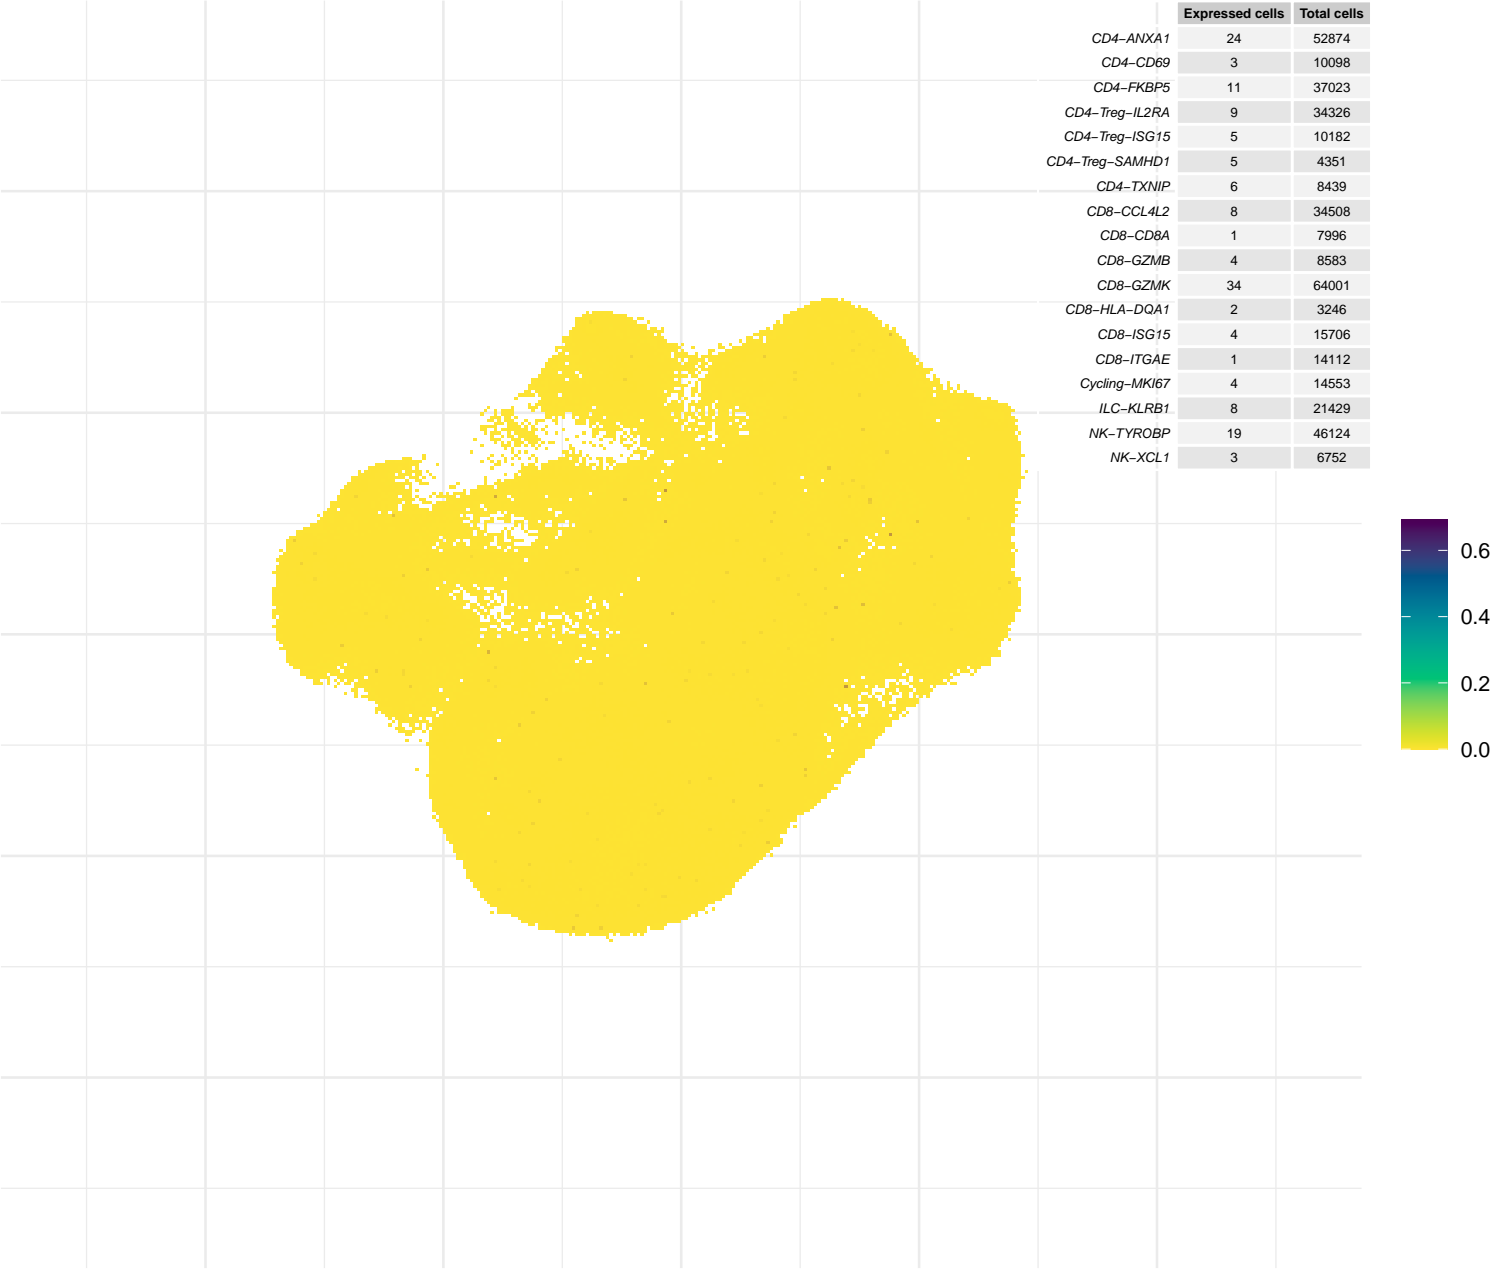 Expressed cells Total cells
CD4−ANXA1 24 52874
CD4−CD69 3 10098
CD4−FKBP5 11 37023
CD4−Treg−IL2RA 9 34326
CD4−Treg−ISG15 5 10182
CD4−Treg−SAMHD1 5 4351
CD4−TXNIP 6 8439
CD8−CCL4L2 8 34508
CD8−CD8A 1 7996
CD8−GZMB 4 8583
CD8−GZMK 34 64001
CD8−HLA−DQA1 2 3246
CD8−ISG15 4 15706
CD8−ITGAE 1 14112
Cycling−MKI67 4 14553
ILC−KLRB1 8 21429
NK−TYROBP 19 46124
NK−XCL1 3 6752
0.6
0.4
0.2
0.0